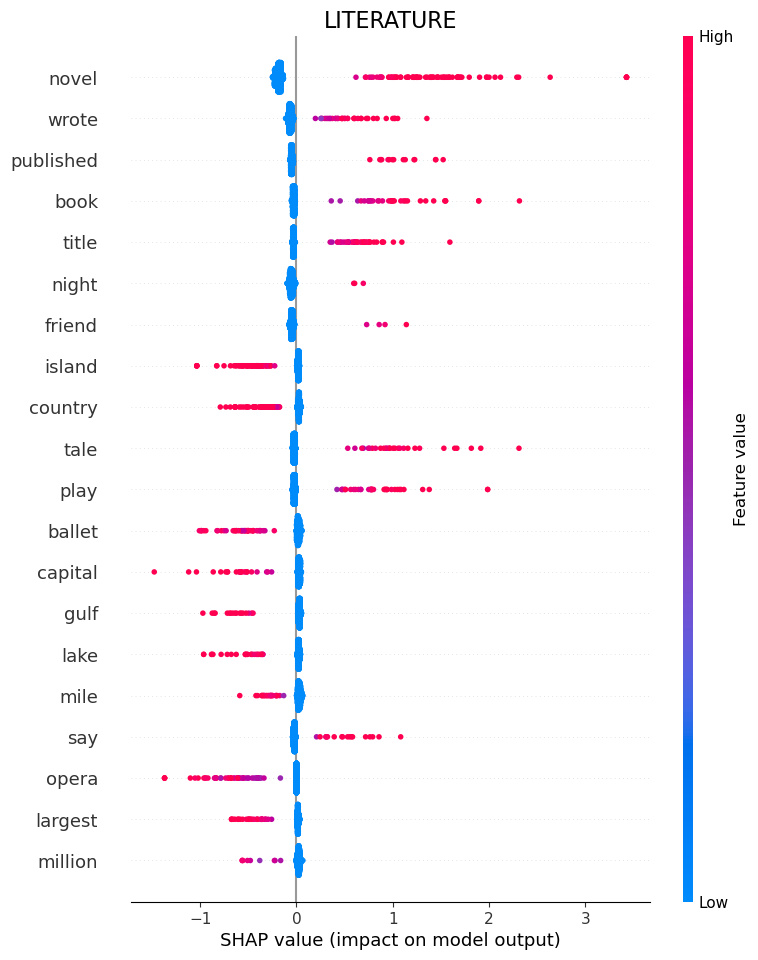 LITERATURE
High
novel
wrote
published
book
title
night
friend
island
country
tale
play
ballet
capital
gulf
lake
mile
say
opera
largest
million
Feature value
Low
−1 0 1 2 3
SHAP value (impact on model output)